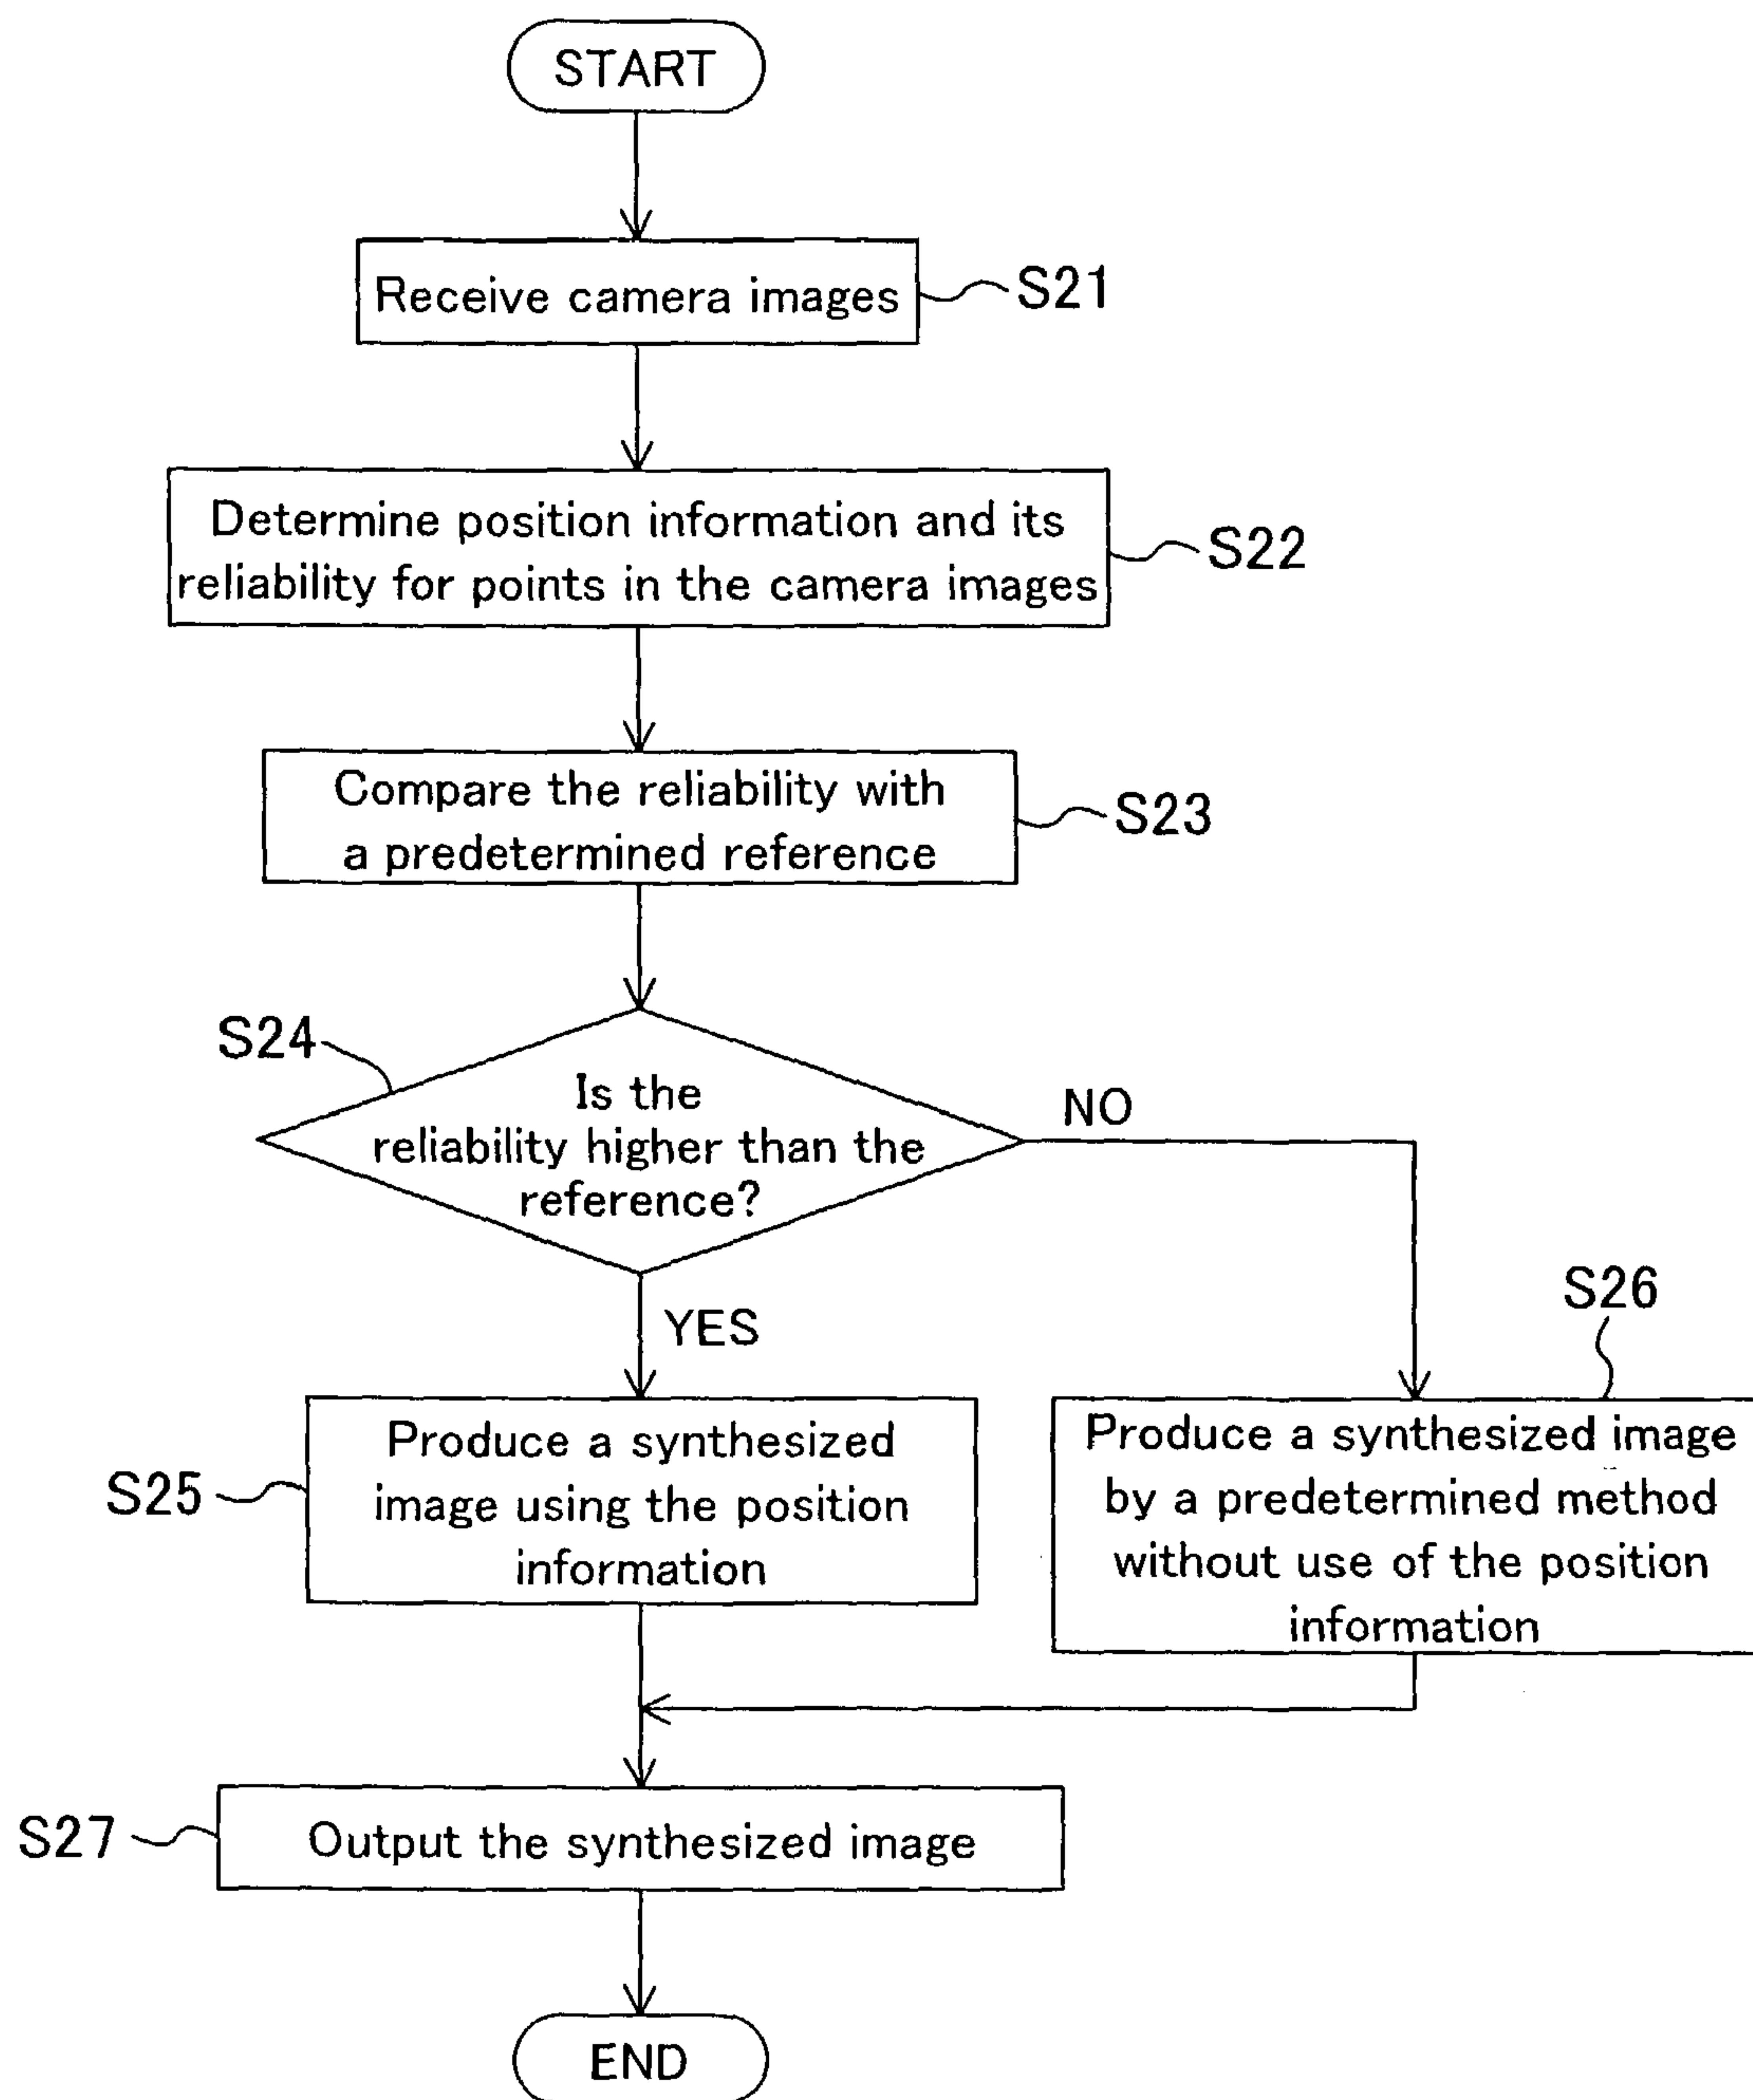 START
Receive camera images
S21
Determine position information and its
reliability for points in the camera images
S22
Compare the reliability with
a predetermined reference
S23
S24
Is the
reliability higher than the
reference?
NO
YES
S25
Produce a synthesized
image using the position
information
S26
Produce a synthesized image
by a predetermined method
without use of the position
information
S27
Output the synthesized image
END